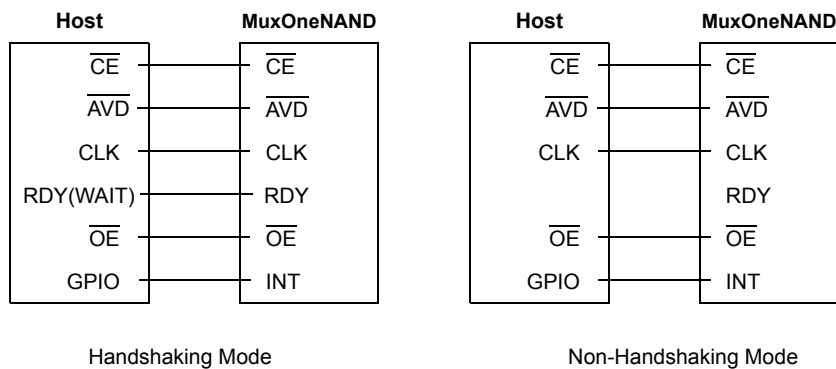 Host MuxOneNAND
CE CE
AVD AVD
CLK CLK
RDY(WAIT) RDY
OE OE
GPIO INT
Handshaking Mode
Host MuxOneNAND
CE CE
AVD AVD
CLK CLK
RDY
OE OE
GPIO INT
Non-Handshaking Mode